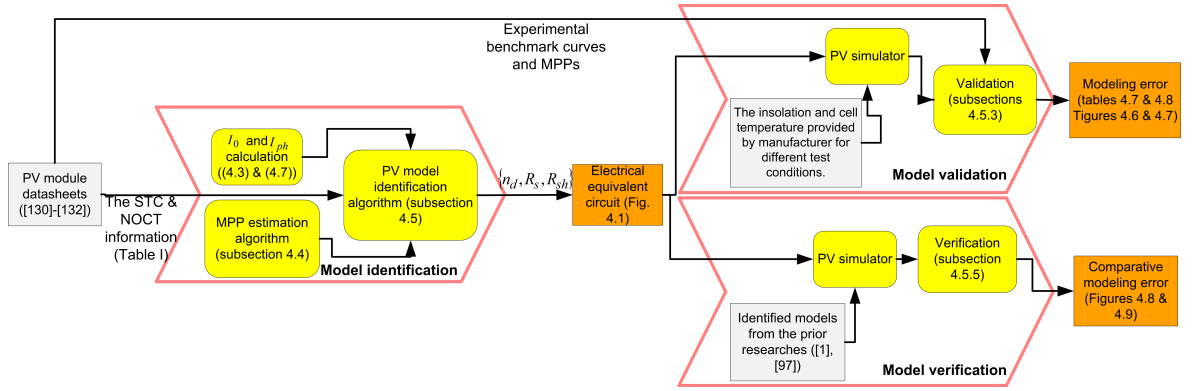 Experimental
benchmark curves
and MPPs
PV module
datasheets
([130]-[132])
The STC &
NOCT
information
(Table I)
I0 and Iph
calculation
((4.3) & (4.7))
MPP estimation
algorithm
(subsection 4.4)
PV model
identification
algorithm (subsection
4.5)
Model identification
{nd,Rs,Rsh}
Electrical
equivalent
circuit (Fig.
4.1)
PV simulator
The insolation and cell
temperature provided
by manufacturer for
different test
conditions.
Validation
(subsections
4.5.3)
Model validation
Modeling error
(tables 4.7 & 4.8
Tigures 4.6 & 4.7)
PV simulator
Identified models
from the prior
researches ([1],
[97])
Verification
(subsection
4.5.5)
Model verification
Comparative
modeling error
(Figures 4.8 &
4.9)